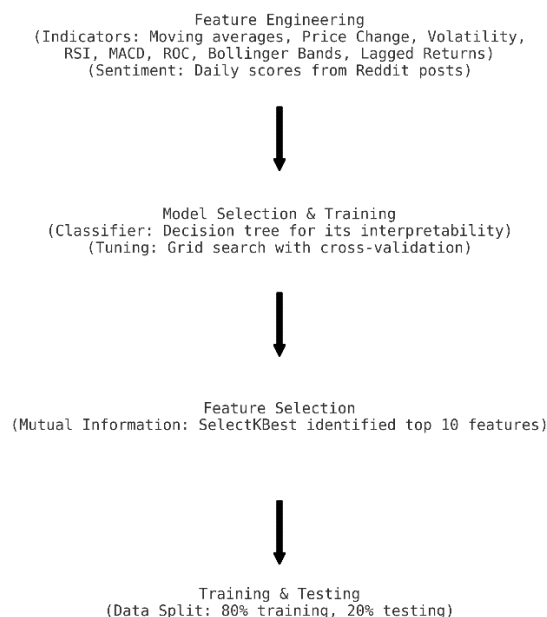 Feature Engineering
(Indicators: Moving averages, Price Change, Volatility,
RSI, MACD, ROC, Bollinger Bands, Lagged Returns)
(Sentiment: Daily scores from Reddit posts)
Model Selection & Training
(Classifier: Decision tree for its interpretability)
(Tuning: Grid search with cross-validation)
Feature Selection
(Mutual Information: SelectKBest identified top 10 features)
Training & Testing
(Data Split: 80% training, 20% testing)